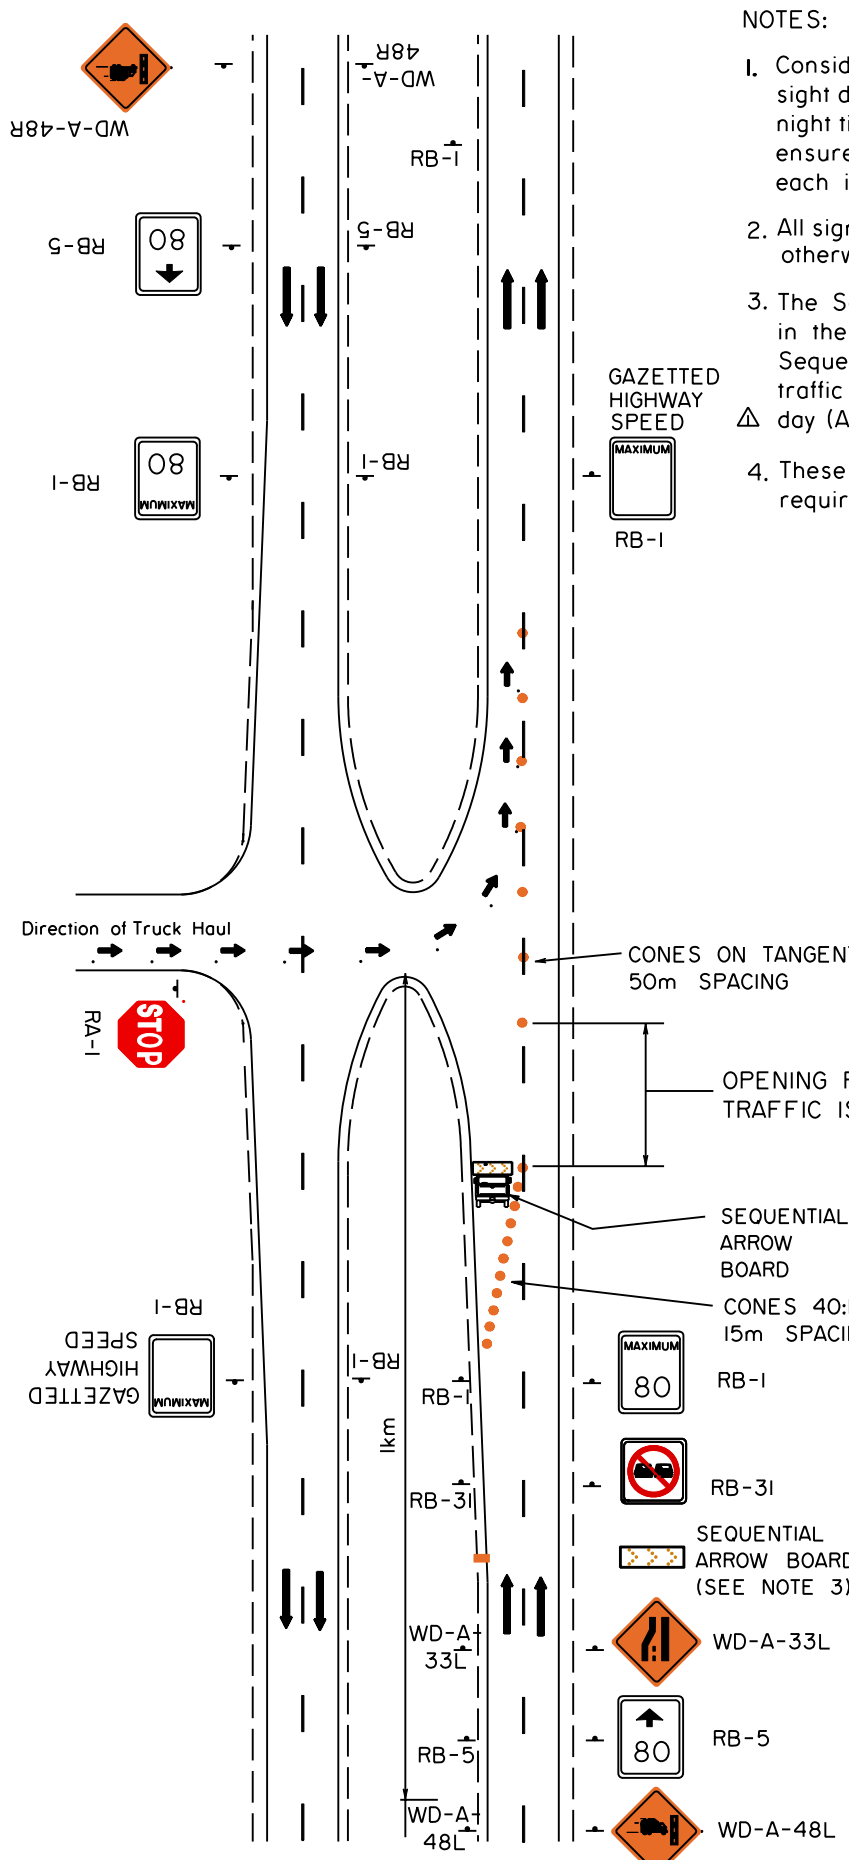 NOTES:
1. Consid
sight d
night ti
ensure
each i
2. All sign
otherw
3. The Se
in the
Seque
traffic
day (A
4. These
requir
WD-A-48R
WD-A-
48R
RB-1
RB-5
80
RB-5
GAZETTED
HIGHWAY
SPEED
MAXIMUM
RB-1
RB-1
MAXIMUM
80
RB-1
Direction of Truck Haul
CONES ON TANGENT
50m SPACING
RA-1
STOP
OPENING F
TRAFFIC IS
SEQUENTIAL
ARROW
BOARD
CONES 40:
15m SPACI
RB-1
GAZETTED
HIGHWAY
SPEED
MAXIMUM
RB-1
1km
RB-1
MAXIMUM
80
RB-1
RB-31
RB-31
SEQUENTIAL
ARROW BOARD
(SEE NOTE 3)
WD-A-
33L
WD-A-33L
RB-5
80
RB-5
WD-A-
48L
WD-A-48L